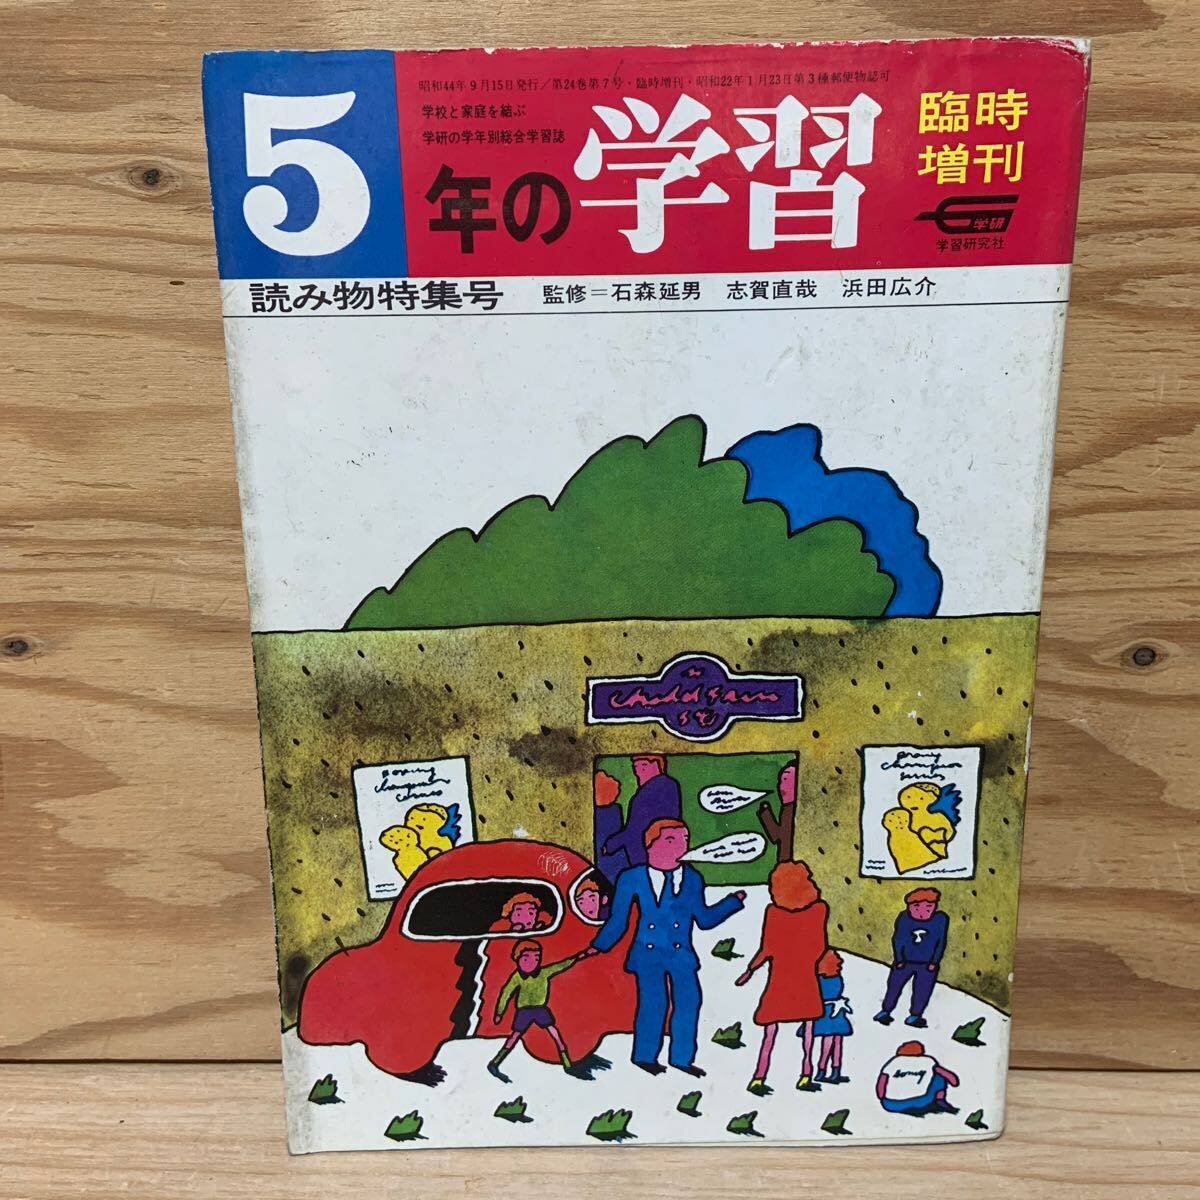 昭和44年9月15日発行/第24巻第7号・臨時増刊・昭和22年1月23日第3種郵便物認可
学校と家庭を結ぶ
学研の学年別総合学習誌
5年の学習
臨時
増刊
学研
学習研究社
読み物特集号 監修=石森延男 志賀直哉 浜田広介